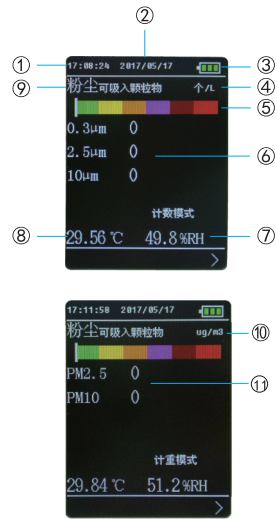 ②
① 17:08:24 2017/05/17 ③
⑨ 粉尘可吸入颗粒物 个/L ④
⑤
0.3μm 0
2.5μm 0 ⑥
10μm 0
计数模式
⑧ 29.56 ℃ 49.8 %RH ⑦
>
17:11:58 2017/05/17
粉尘可吸入颗粒物 ug/m3 ⑩
PM2.5 0 ⑪
PM10 0
计重模式
29.84 ℃ 51.2 %RH
>